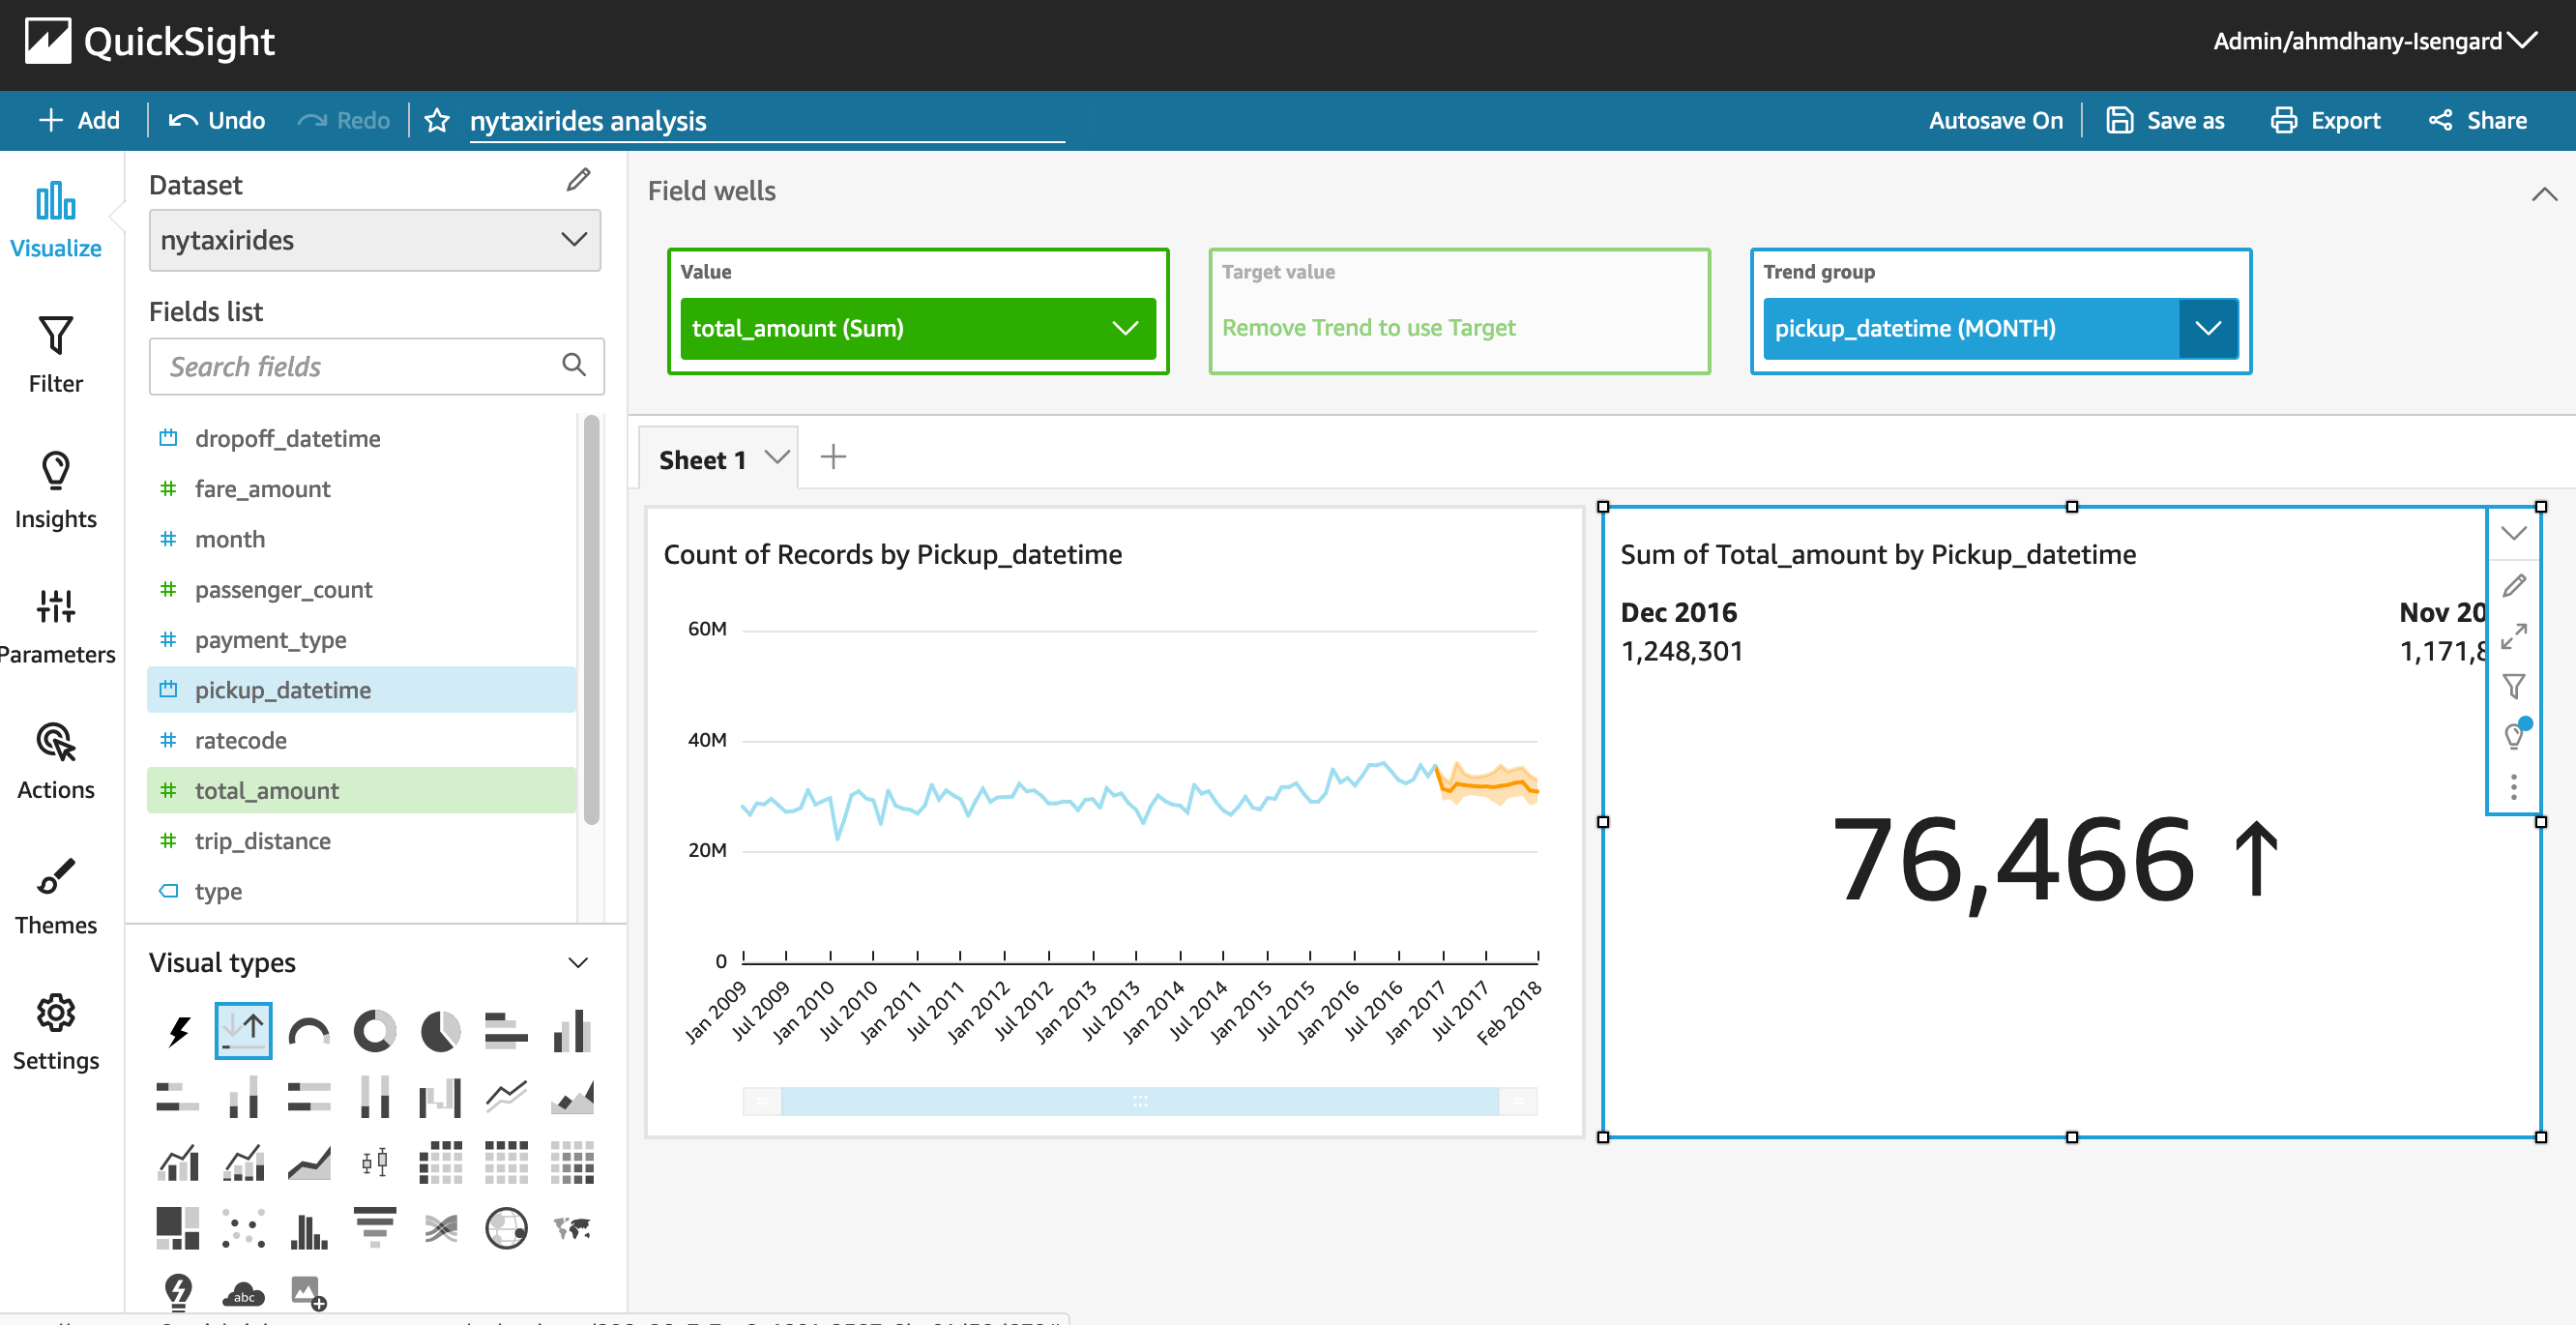 QuickSight
Admin/ahmdhany-Isengard
Add
Undo
Redo
nytaxirides analysis
Autosave On
Save as
Export
Share
Visualize
Filter
Insights
Parameters
Actions
Themes
Settings
Dataset
nytaxirides
Fields list
Search fields
dropoff_datetime
fare_amount
month
passenger_count
payment_type
pickup_datetime
ratecode
total_amount
trip_distance
type
Visual types
abc
Field wells
Value
total_amount (Sum)
Target value
Remove Trend to use Target
Trend group
pickup_datetime (MONTH)
Sheet 1
Count of Records by Pickup_datetime
60M
40M
20M
0
Jan 2009
Jul 2009
Jan 2010
Jul 2010
Jan 2011
Jul 2011
Jan 2012
Jul 2012
Jan 2013
Jul 2013
Jan 2014
Jul 2014
Jan 2015
Jul 2015
Jan 2016
Jul 2016
Jan 2017
Jul 2017
Feb 2018
Sum of Total_amount by Pickup_datetime
Dec 2016
1,248,301
Nov 20
1,171,8
76,466